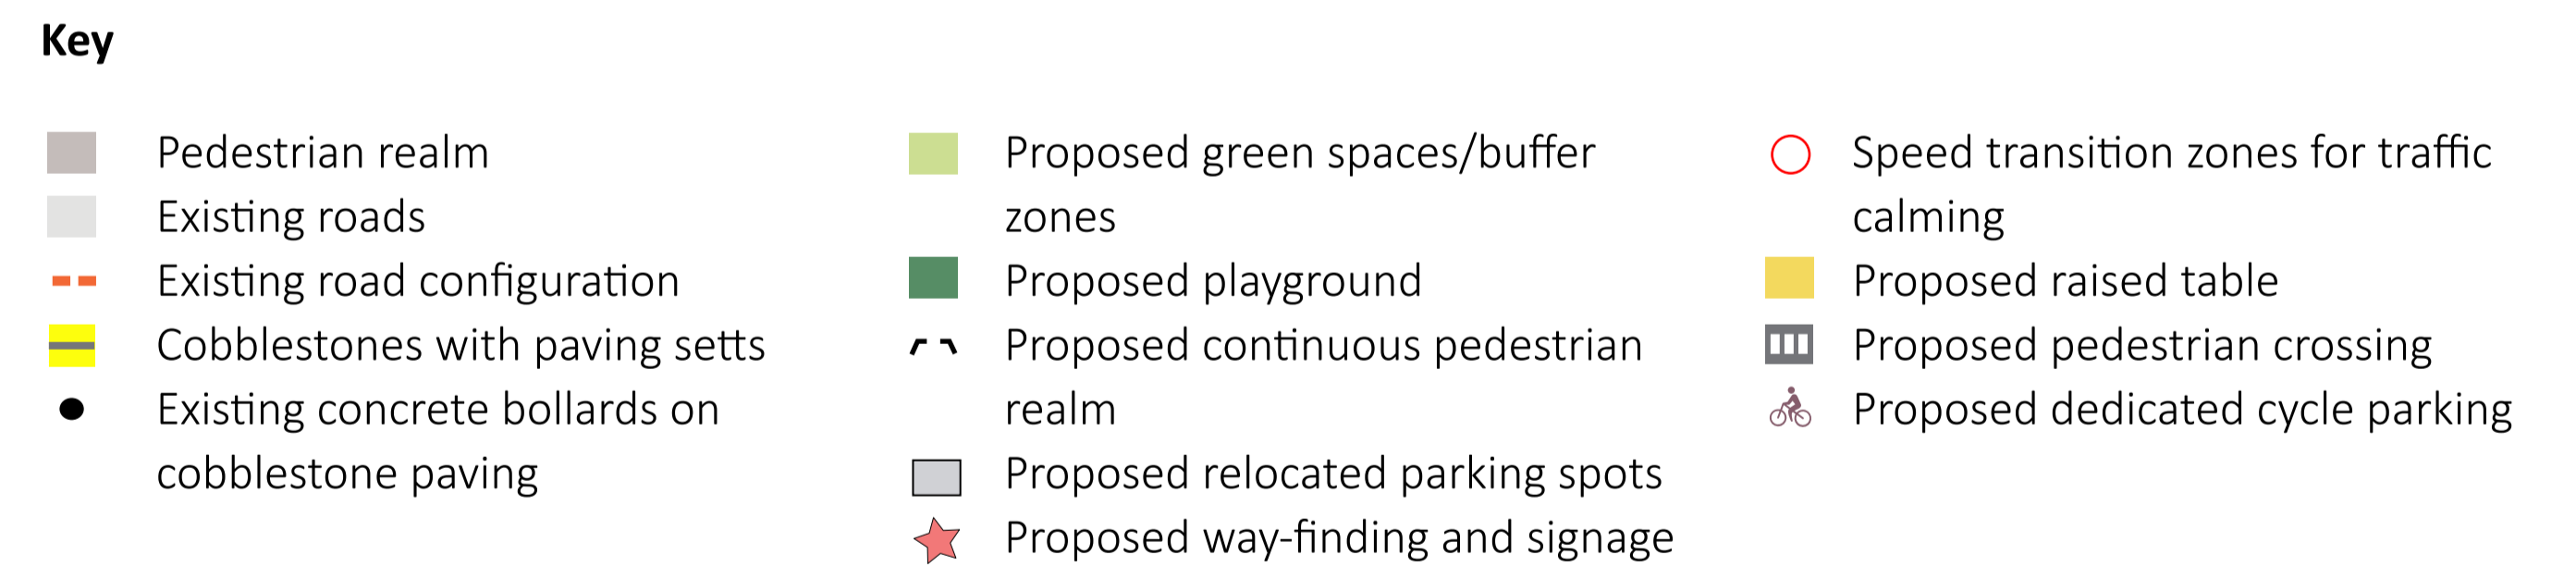 Key
Pedestrian realm
Existing roads
Existing road configuration
Cobblestones with paving setts
Existing concrete bollards on
cobblestone paving
Proposed green spaces/buffer
zones
Proposed playground
Proposed continuous pedestrian
realm
Proposed relocated parking spots
Proposed way-finding and signage
Speed transition zones for traffic
calming
Proposed raised table
Proposed pedestrian crossing
Proposed dedicated cycle parking